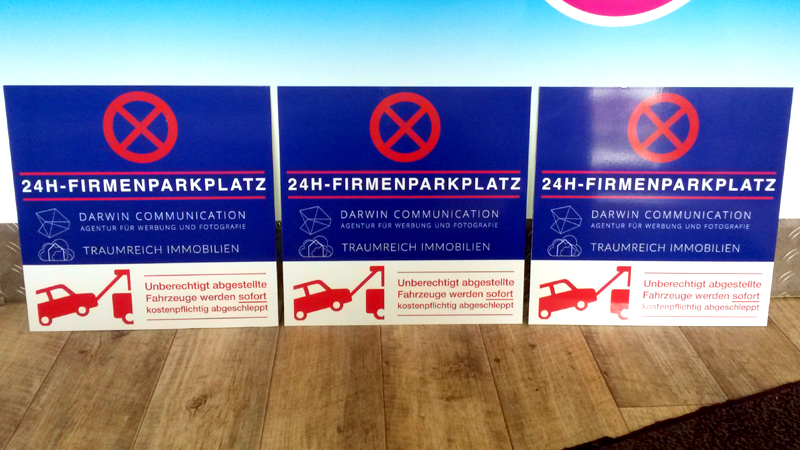 24H-FIRMENPARKPLATZ
DARWIN COMMUNICATION
AGENTUR FÜR WERBUNG UND FOTOGRAFIE
TRAUMREICH IMMOBILIEN
Unberechtigt abgestellte
Fahrzeuge werden sofort
kostenpflichtig abgeschleppt
24H-FIRMENPARKPLATZ
DARWIN COMMUNICATION
AGENTUR FÜR WERBUNG UND FOTOGRAFIE
TRAUMREICH IMMOBILIEN
Unberechtigt abgestellte
Fahrzeuge werden sofort
kostenpflichtig abgeschleppt
24H-FIRMENPARKPLATZ
DARWIN COMMUNICATION
AGENTUR FÜR WERBUNG UND FOTOGRAFIE
TRAUMREICH IMMOBILIEN
Unberechtigt abgestellte
Fahrzeuge werden sofort
kostenpflichtig abgeschleppt